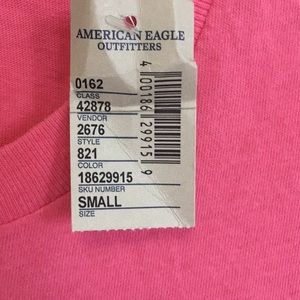 AMERICAN EAGLE
OUTFITTERS
0162
CLASS
42878
VENDOR
2676
STYLE
821
COLOR
18629915
SKU NUMBER
SMALL
SIZE
4 00186 29915 9